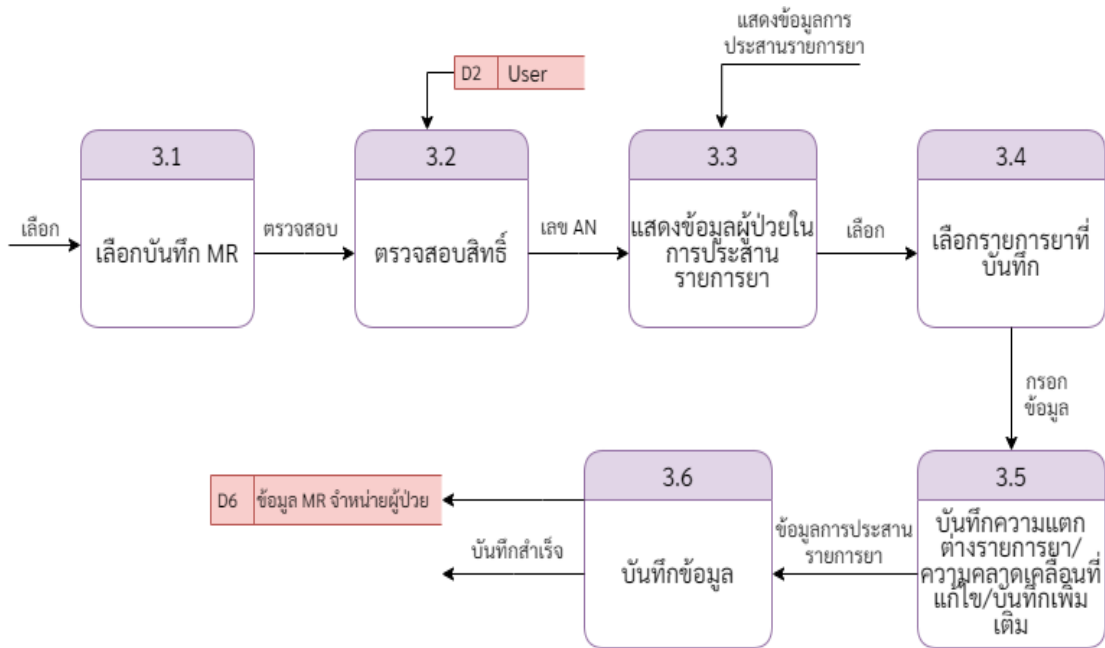 แสดงข้อมูลการ
ประสานรายการยา
D2 User
3.1
3.2
3.3
3.4
เลือก
เลือกบันทึก MR
ตรวจสอบ
ตรวจสอบสิทธิ์
เลข AN
แสดงข้อมูลผู้ป่วยใน
การประสาน
รายการยา
เลือก
เลือกรายการยาที่
บันทึก
กรอก
ข้อมูล
D6 ข้อมูล MR จำหน่ายผู้ป่วย
บันทึกสำเร็จ
3.6
บันทึกข้อมูล
ข้อมูลการประสาน
รายการยา
3.5
บันทึกความแตก
ต่างรายการยา/
ความคลาดเคลื่อนที่
แก้ไข/บันทึกเพิ่ม
เติม